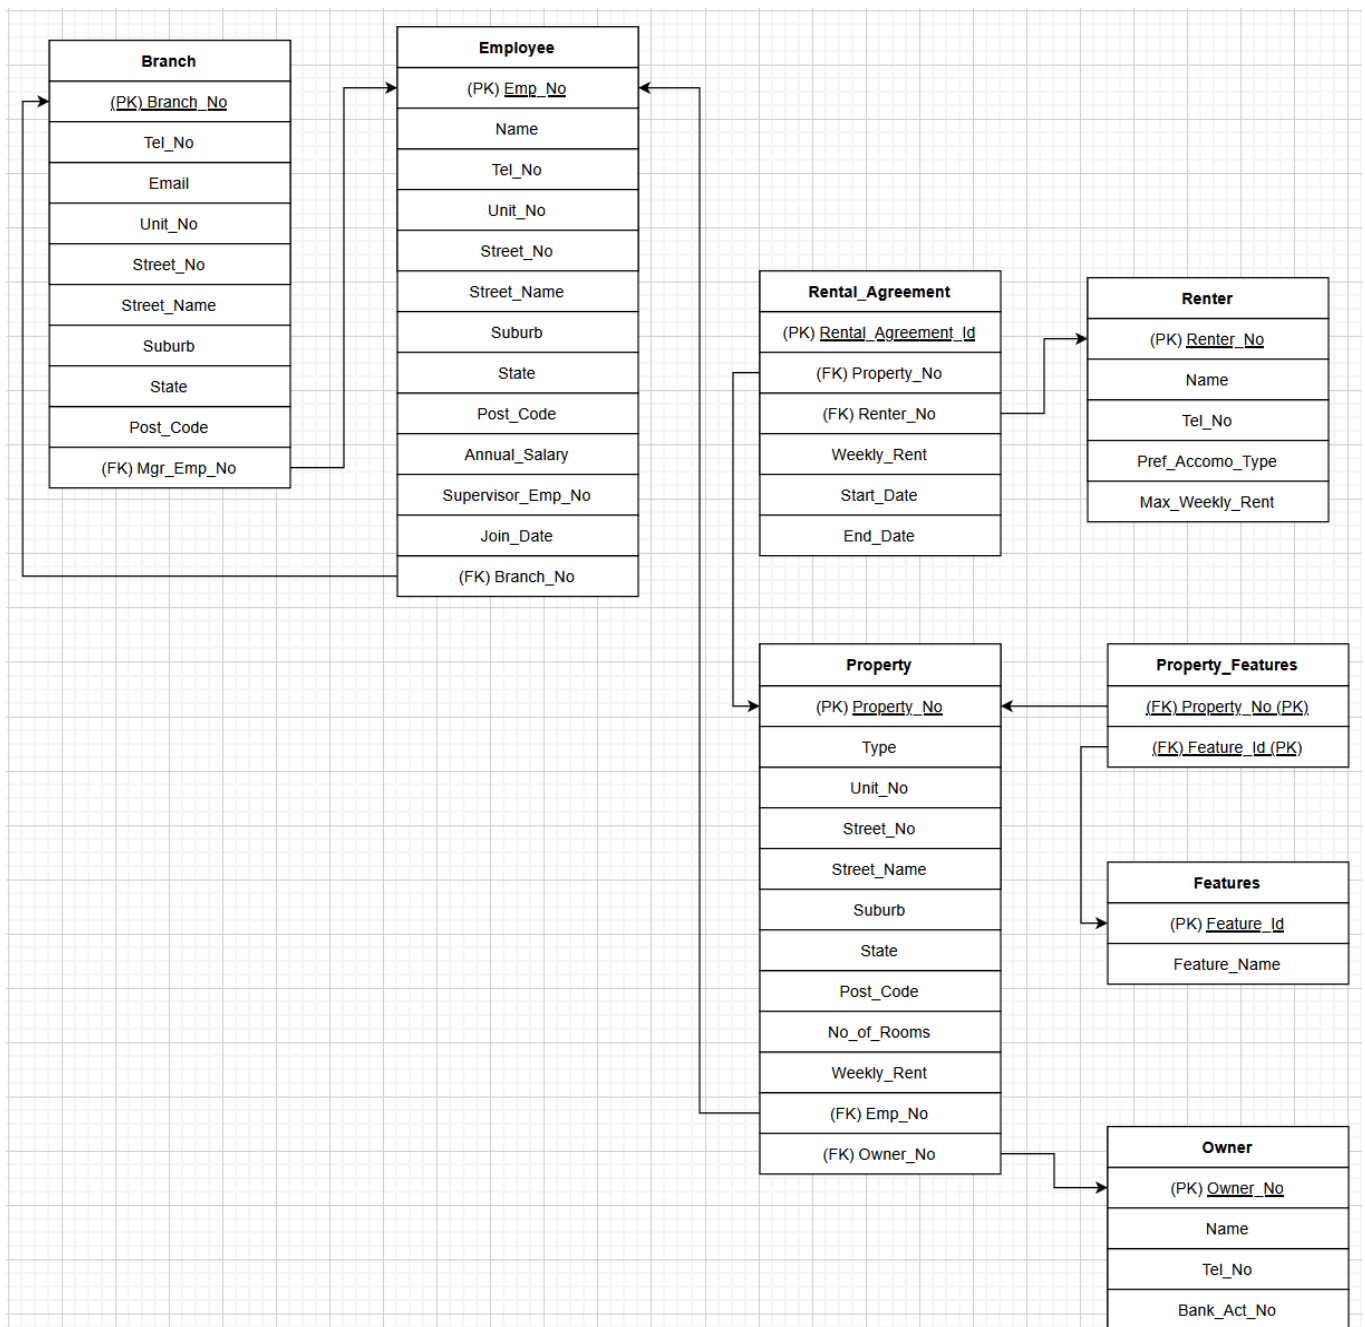 Branch
(PK) Branch_No
Tel_No
Email
Unit_No
Street_No
Street_Name
Suburb
State
Post_Code
(FK) Mgr_Emp_No
Employee
(PK) Emp_No
Name
Tel_No
Unit_No
Street_No
Street_Name
Suburb
State
Post_Code
Annual_Salary
Supervisor_Emp_No
Join_Date
(FK) Branch_No
Rental_Agreement
(PK) Rental_Agreement_Id
(FK) Property_No
(FK) Renter_No
Weekly_Rent
Start_Date
End_Date
Renter
(PK) Renter_No
Name
Tel_No
Pref_Accomo_Type
Max_Weekly_Rent
Property
(PK) Property_No
Type
Unit_No
Street_No
Street_Name
Suburb
State
Post_Code
No_of_Rooms
Weekly_Rent
(FK) Emp_No
(FK) Owner_No
Property_Features
(FK) Property_No (PK)
(FK) Feature_Id (PK)
Features
(PK) Feature_Id
Feature_Name
Owner
(PK) Owner_No
Name
Tel_No
Bank_Act_No